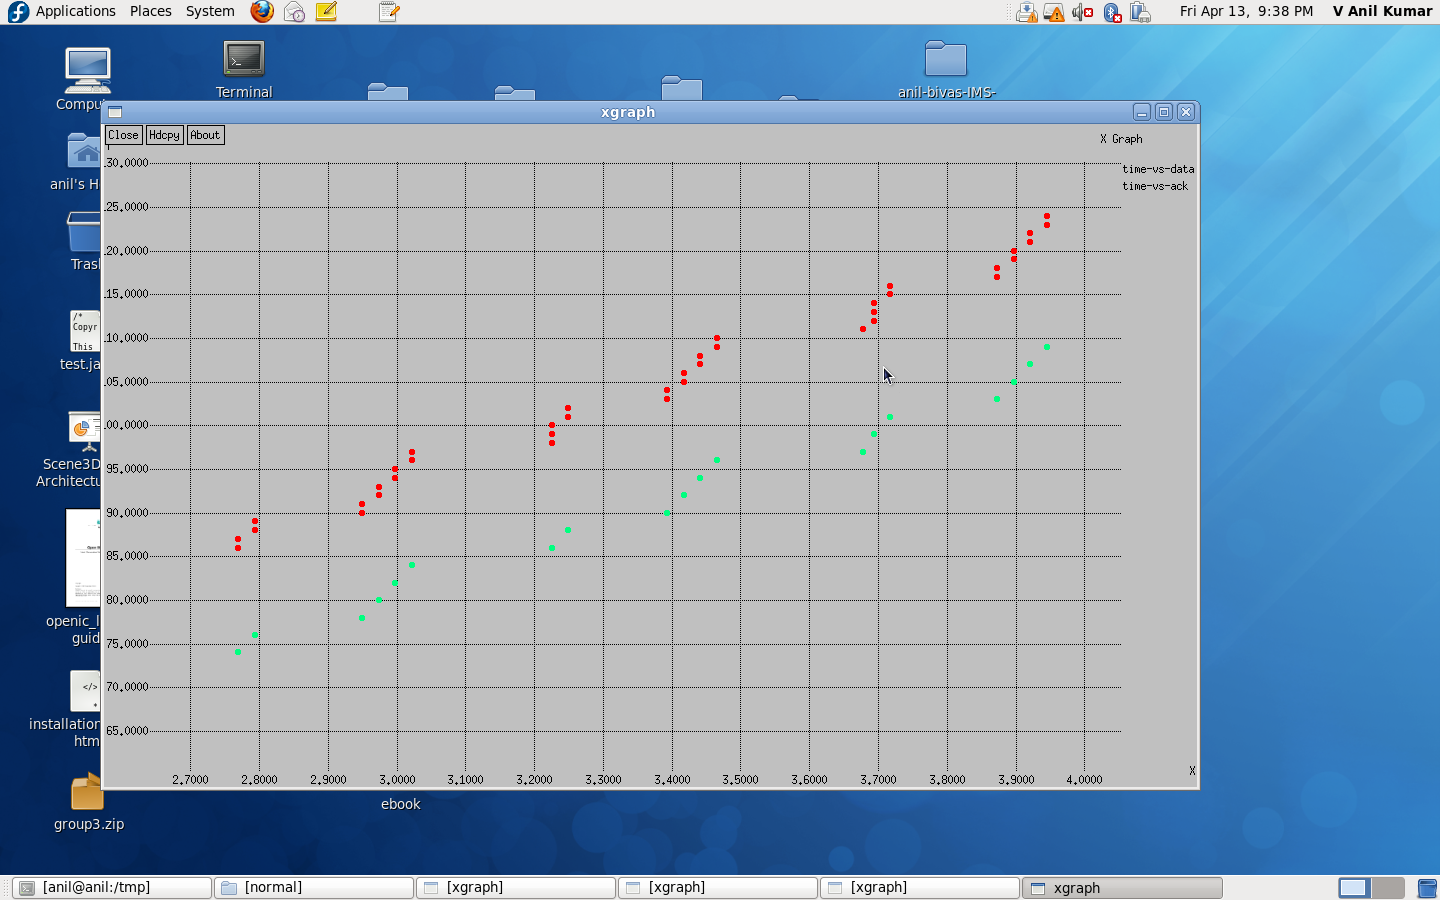 Applications Places System
Fri Apr 13, 9:38 PM V Anil Kumar
Terminal
anil-bivas-IMS-
Compu
anil's H
Trash
/*
Copyr
This
test.ja
Scene3D
Architectu
openic_l
guid
</>
installation
htm
group3.zip
ebook
xgraph
Close Hdcpy About
X Graph
time-vs-data
time-vs-ack
30.0000
25.0000
20.0000
15.0000
10.0000
05.0000
00.0000
95.0000
90.0000
85.0000
80.0000
75.0000
70.0000
65.0000
2.7000 2.8000 2.9000 3.0000 3.1000 3.2000 3.3000 3.4000 3.5000 3.6000 3.7000 3.8000 3.9000 4.0000
X
[anil@anil:/tmp] [normal] [xgraph] [xgraph] [xgraph] xgraph